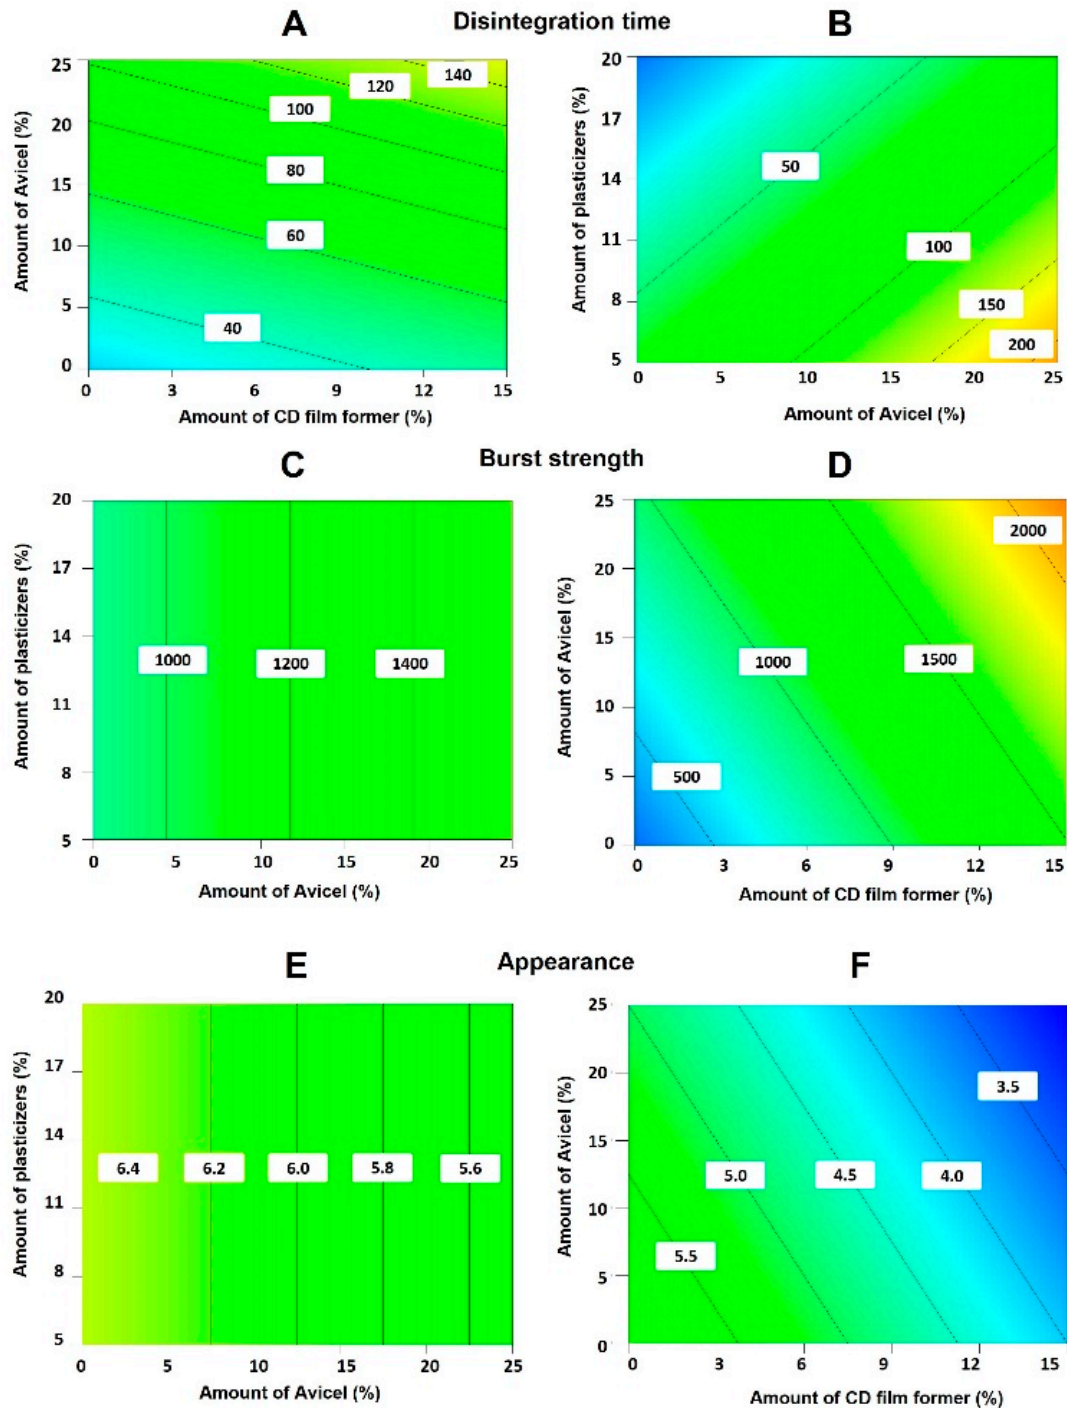 Disintegration time
A
B
25
20
15
10
5
0
140
120
100
80
60
40
0 3 6 9 12 15
Amount of Avicel (%)
Amount of CD film former (%)
20
17
14
11
8
5
50
100
150
200
0 5 10 15 20 25
Amount of plasticizers (%)
Amount of Avicel (%)
Burst strength
C
D
20
17
14
11
8
5
1000 1200 1400
0 5 10 15 20 25
Amount of plasticizers (%)
Amount of Avicel (%)
25
20
15
10
5
0
2000
1500
1000
500
0 3 6 9 12 15
Amount of Avicel (%)
Amount of CD film former (%)
Appearance
E
F
20
17
14
11
8
5
6.4 6.2 6.0 5.8 5.6
0 5 10 15 20 25
Amount of plasticizers (%)
Amount of Avicel (%)
25
20
15
10
5
0
3.5
5.0 4.5 4.0
5.5
0 3 6 9 12 15
Amount of Avicel (%)
Amount of CD film former (%)